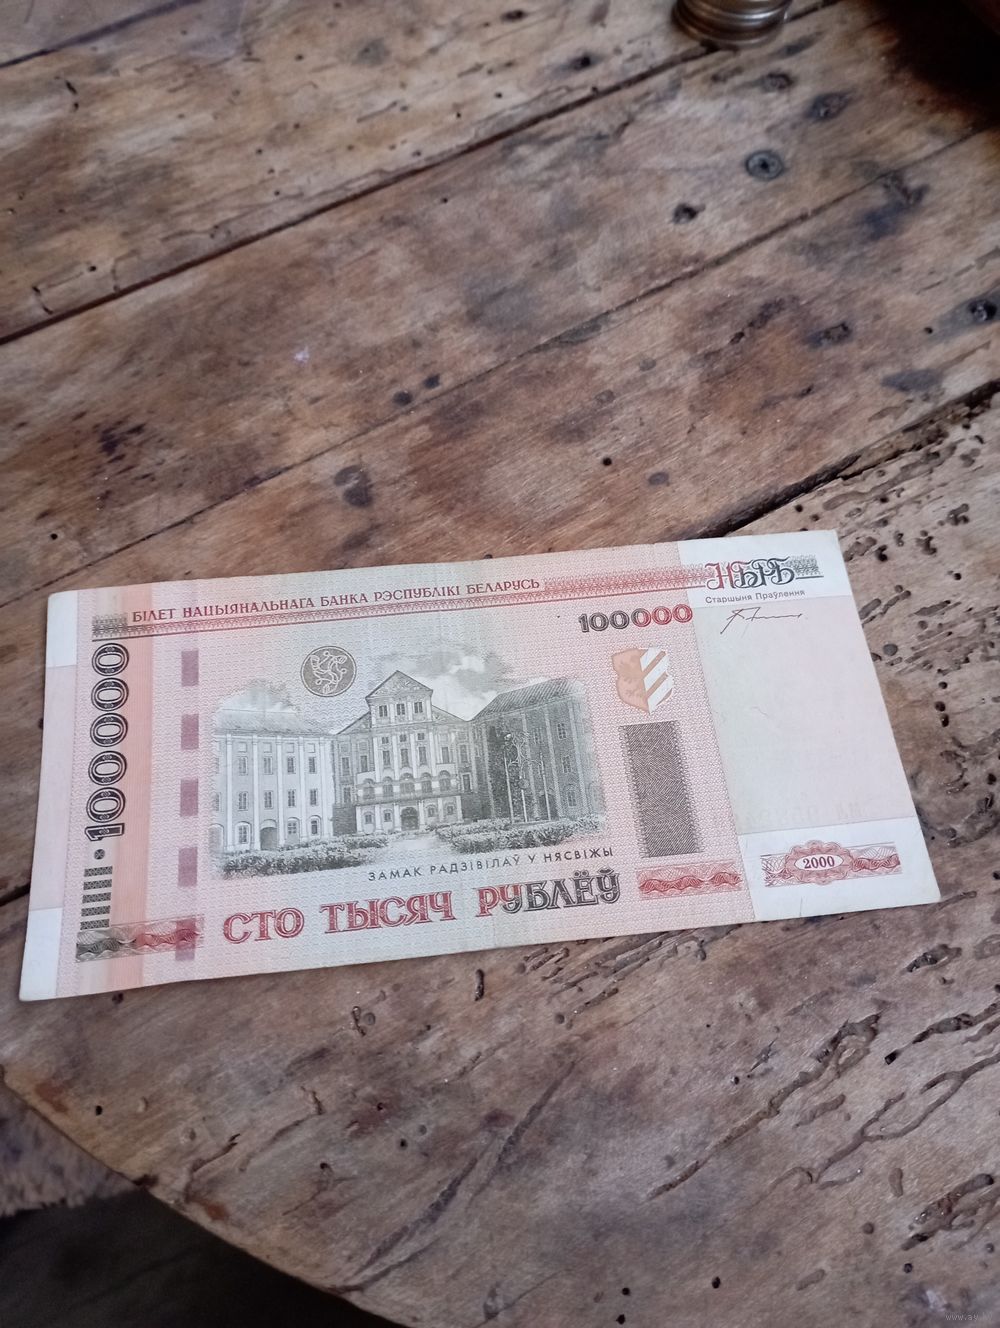 БІЛЕТ НАЦЫЯНАЛЬНАГА БАНКА РЭСПУБЛІКІ БЕЛАРУСЬ
НБРБ
Старшыня Праўлення
100000
100000
ЗАМАК РАДЗІВІЛАЎ У НЯСВІЖЫ
СТО ТЫСЯЧ РУБЛЁЎ
2000